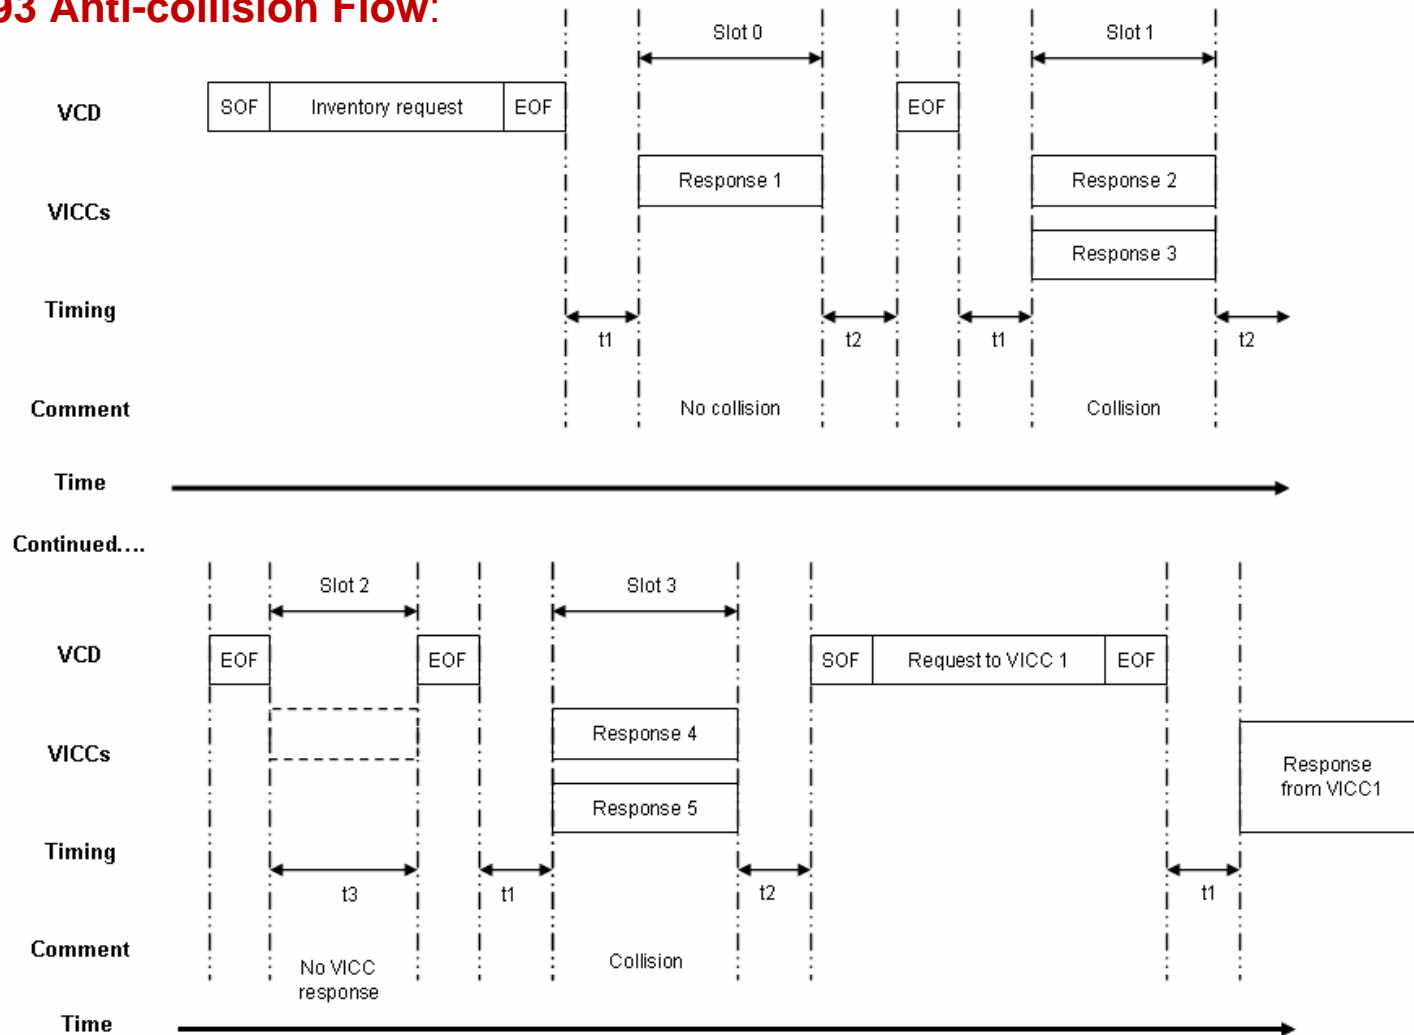 93 Anti-collision Flow:
Slot 0
Slot 1
VCD
SOF
Inventory request
EOF
EOF
VICCs
Response 1
Response 2
Response 3
Timing
t1
t2
t1
t2
Comment
No collision
Collision
Time
Continued....
Slot 2
Slot 3
VCD
EOF
EOF
SOF
Request to VICC 1
EOF
VICCs
Response 4
Response 5
Response
from VICC1
Timing
t3
t1
t2
t1
Comment
No VICC
response
Collision
Time